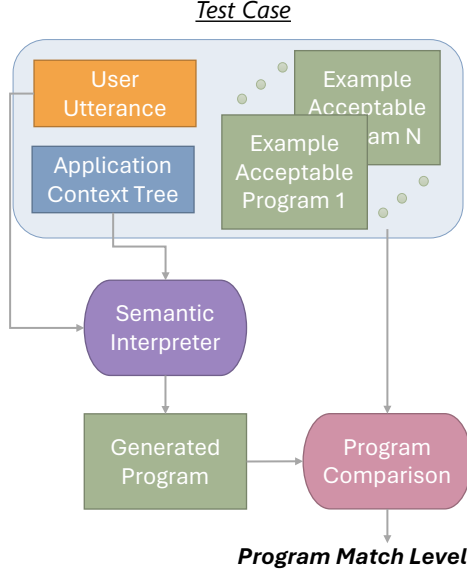 Test Case
User
Utterance
Application
Context Tree
Example
Acceptable
am N
Example
Acceptable
Program 1
Semantic
Interpreter
Generated
Program
Program
Comparison
Program Match Level